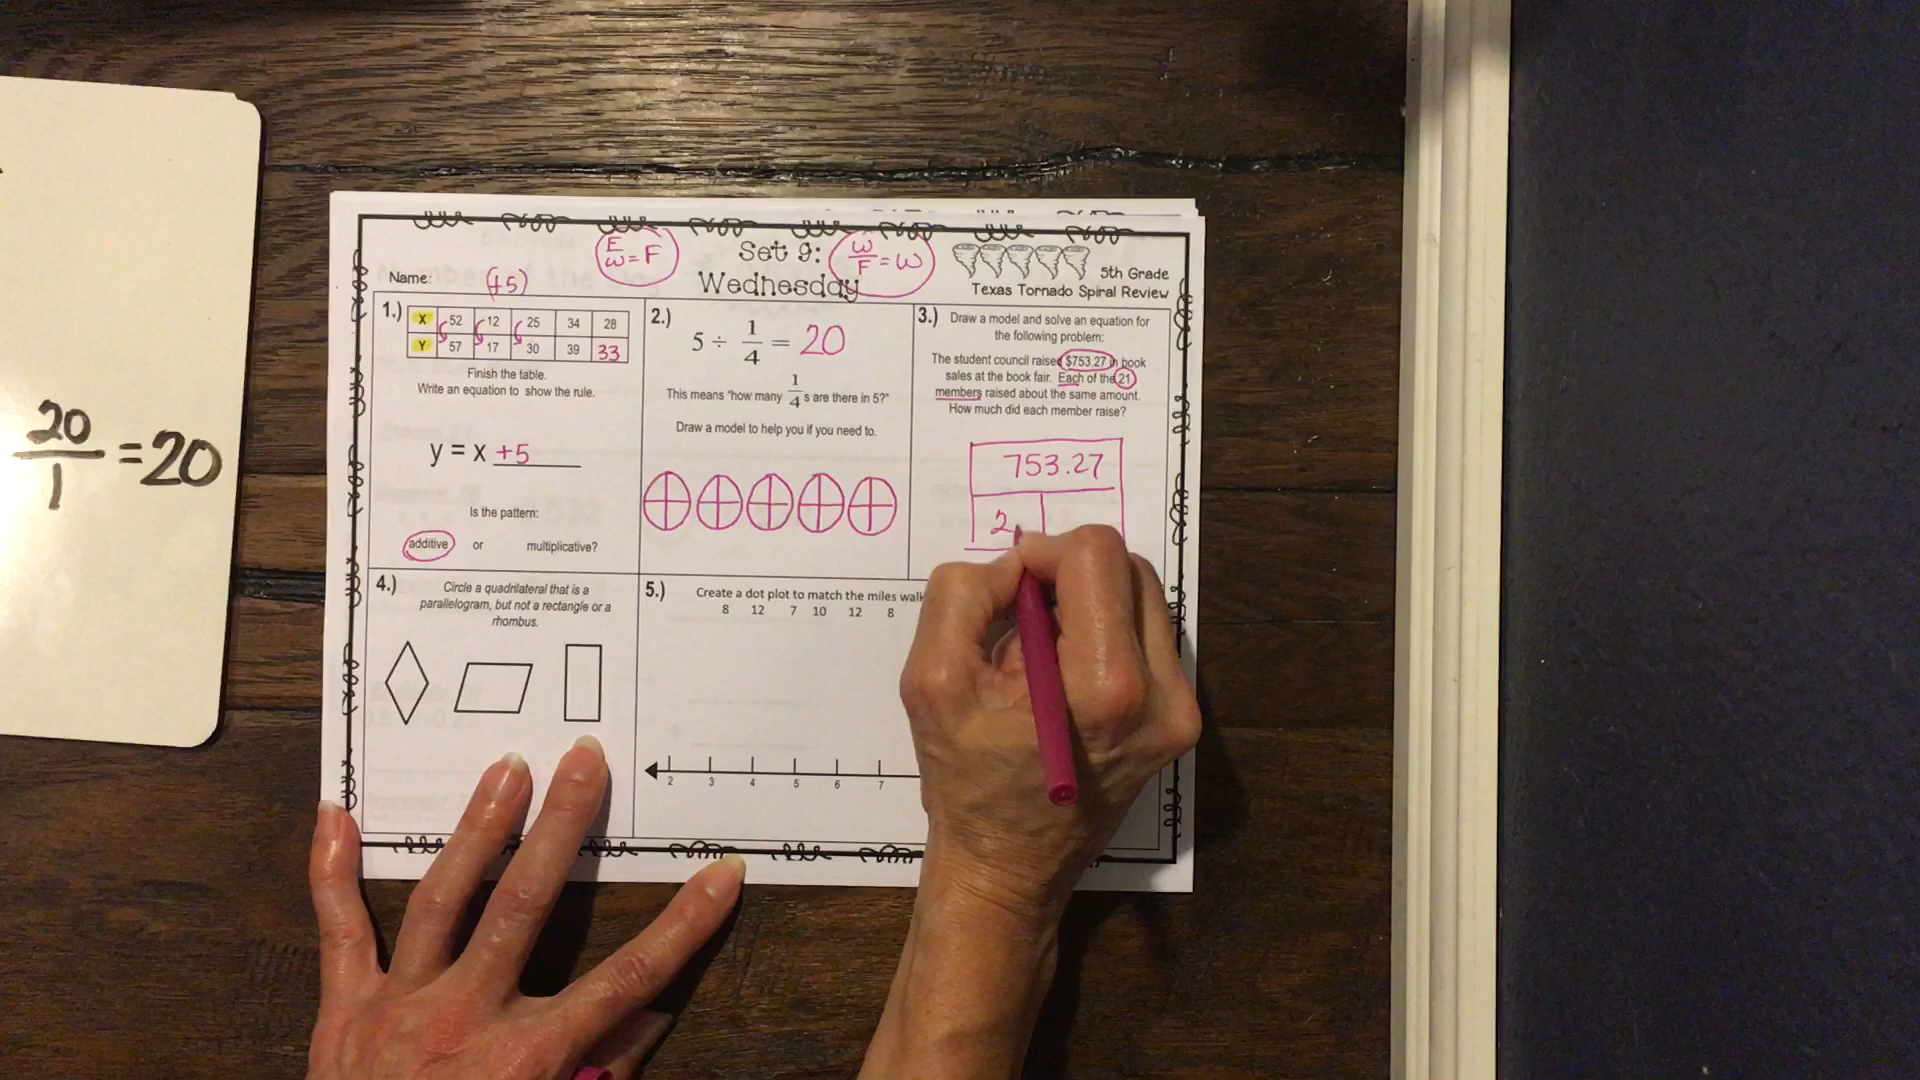 20/1 = 20
E/W = F
Set 9:
W/F = W
Wednesday
5th Grade
Texas Tornado Spiral Review
Name:
(+5)
1.)
X 52 12 25 34 28
Y 57 17 30 39 33
Finish the table.
Write an equation to show the rule.
y = x +5
Is the pattern:
additive or multiplicative?
2.)
5 ÷ 1/4 = 20
This means "how many 1/4 s are there in 5?"
Draw a model to help you if you need to.
3.) Draw a model and solve an equation for
the following problem:
The student council raised $753.27 in book
sales at the book fair. Each of the 21
members raised about the same amount.
How much did each member raise?
753.27
2
4.) Circle a quadrilateral that is a
parallelogram, but not a rectangle or a
rhombus.
5.) Create a dot plot to match the miles
8 12 7 10 12 8
2 3 4 5 6 7